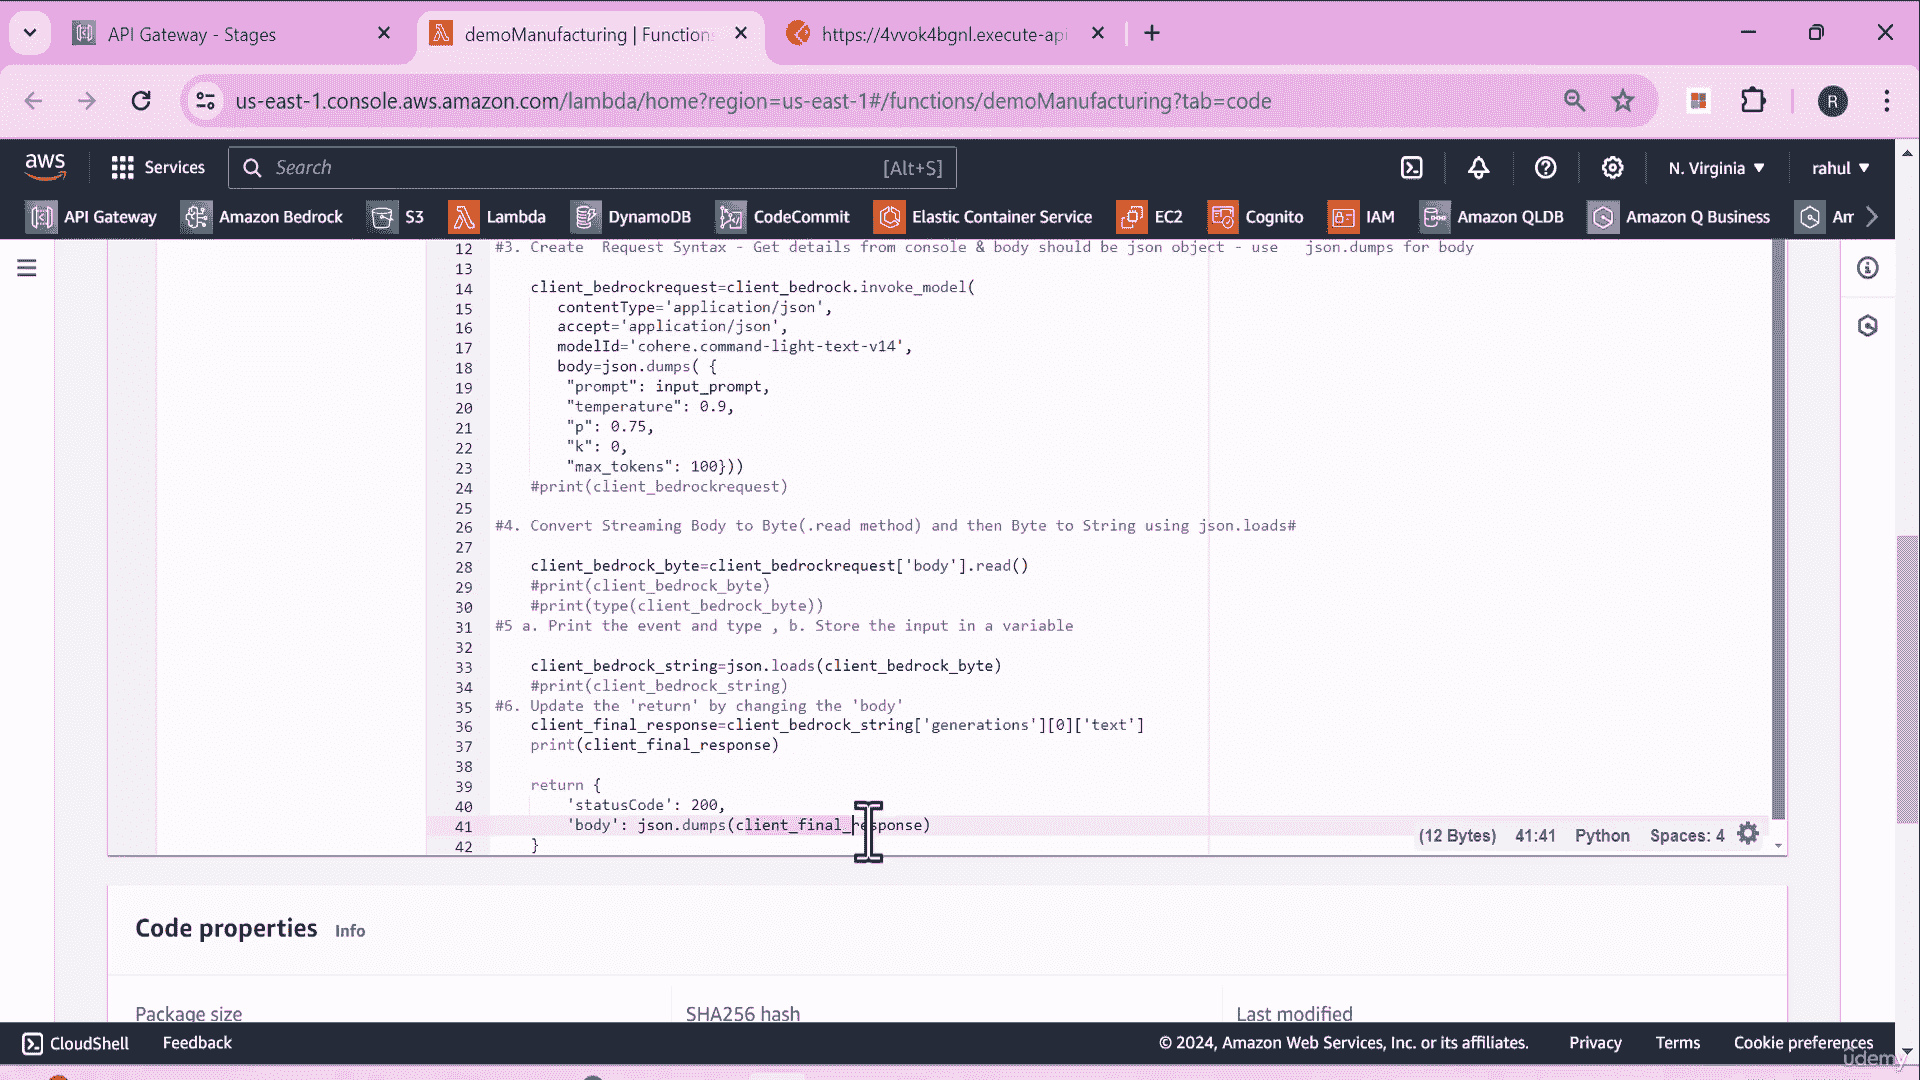 API Gateway - Stages
demoManufacturing | Function
https://4vvok4bgnl.execute-api
us-east-1.console.aws.amazon.com/lambda/home?region=us-east-1#/functions/demoManufacturing?tab=code
R
aws
Services
Search
[Alt+S]
N. Virginia
rahul
API Gateway
Amazon Bedrock
S3
Lambda
DynamoDB
CodeCommit
Elastic Container Service
EC2
Cognito
IAM
Amazon QLDB
Amazon Q Business
Am
12 #3. Create  Request Syntax - Get details from console & body should be json object - use   json.dumps for body
13
14     client_bedrockrequest=client_bedrock.invoke_model(
15        contentType='application/json',
16        accept='application/json',
17        modelId='cohere.command-light-text-v14',
18        body=json.dumps( {
19         "prompt": input_prompt,
20         "temperature": 0.9,
21         "p": 0.75,
22         "k": 0,
23         "max_tokens": 100}))
24     #print(client_bedrockrequest)
25
26 #4. Convert Streaming Body to Byte(.read method) and then Byte to String using json.loads#
27
28     client_bedrock_byte=client_bedrockrequest['body'].read()
29     #print(client_bedrock_byte)
30     #print(type(client_bedrock_byte))
31 #5 a. Print the event and type , b. Store the input in a variable
32
33     client_bedrock_string=json.loads(client_bedrock_byte)
34     #print(client_bedrock_string)
35 #6. Update the 'return' by changing the 'body'
36     client_final_response=client_bedrock_string['generations'][0]['text']
37     print(client_final_response)
38
39     return {
40         'statusCode': 200,
41         'body': json.dumps(client_final_response)
42     }
(12 Bytes) 41:41 Python Spaces: 4
Code properties Info
Package size
SHA256 hash
Last modified
CloudShell
Feedback
© 2024, Amazon Web Services, Inc. or its affiliates.
Privacy
Terms
Cookie preferences
ûdemy